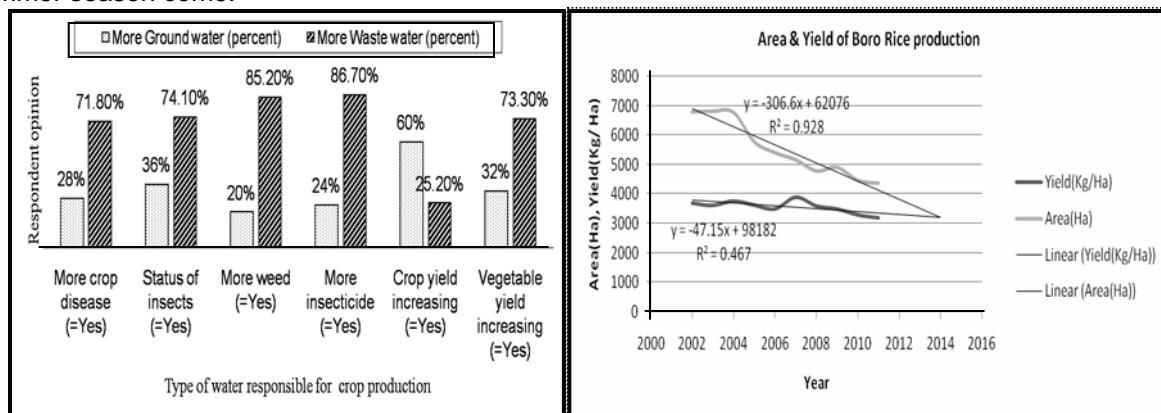 More Ground water (percent) More Waste water (percent)
Respondent opinion
28% 71.80%
36% 74.10%
20% 85.20%
24% 86.70%
60% 25.20%
32% 73.30%
More crop disease (=Yes)
Status of insects (=Yes)
More weed (=Yes)
More insecticide (=Yes)
Crop yield increasing (=Yes)
Vegetable yield increasing (=Yes)
Type of water responsible for crop production
Area & Yield of Boro Rice production
Area(Ha), Yield(Kg/Ha)
8000
7000
6000
5000
4000
3000
2000
1000
0
y = -306.6x + 62076
R² = 0.928
y = -47.15x + 98182
R² = 0.467
2000 2002 2004 2006 2008 2010 2012 2014 2016
Year
Yield(Kg/Ha)
Area(Ha)
Linear (Yield(Kg/Ha))
Linear (Area(Ha))